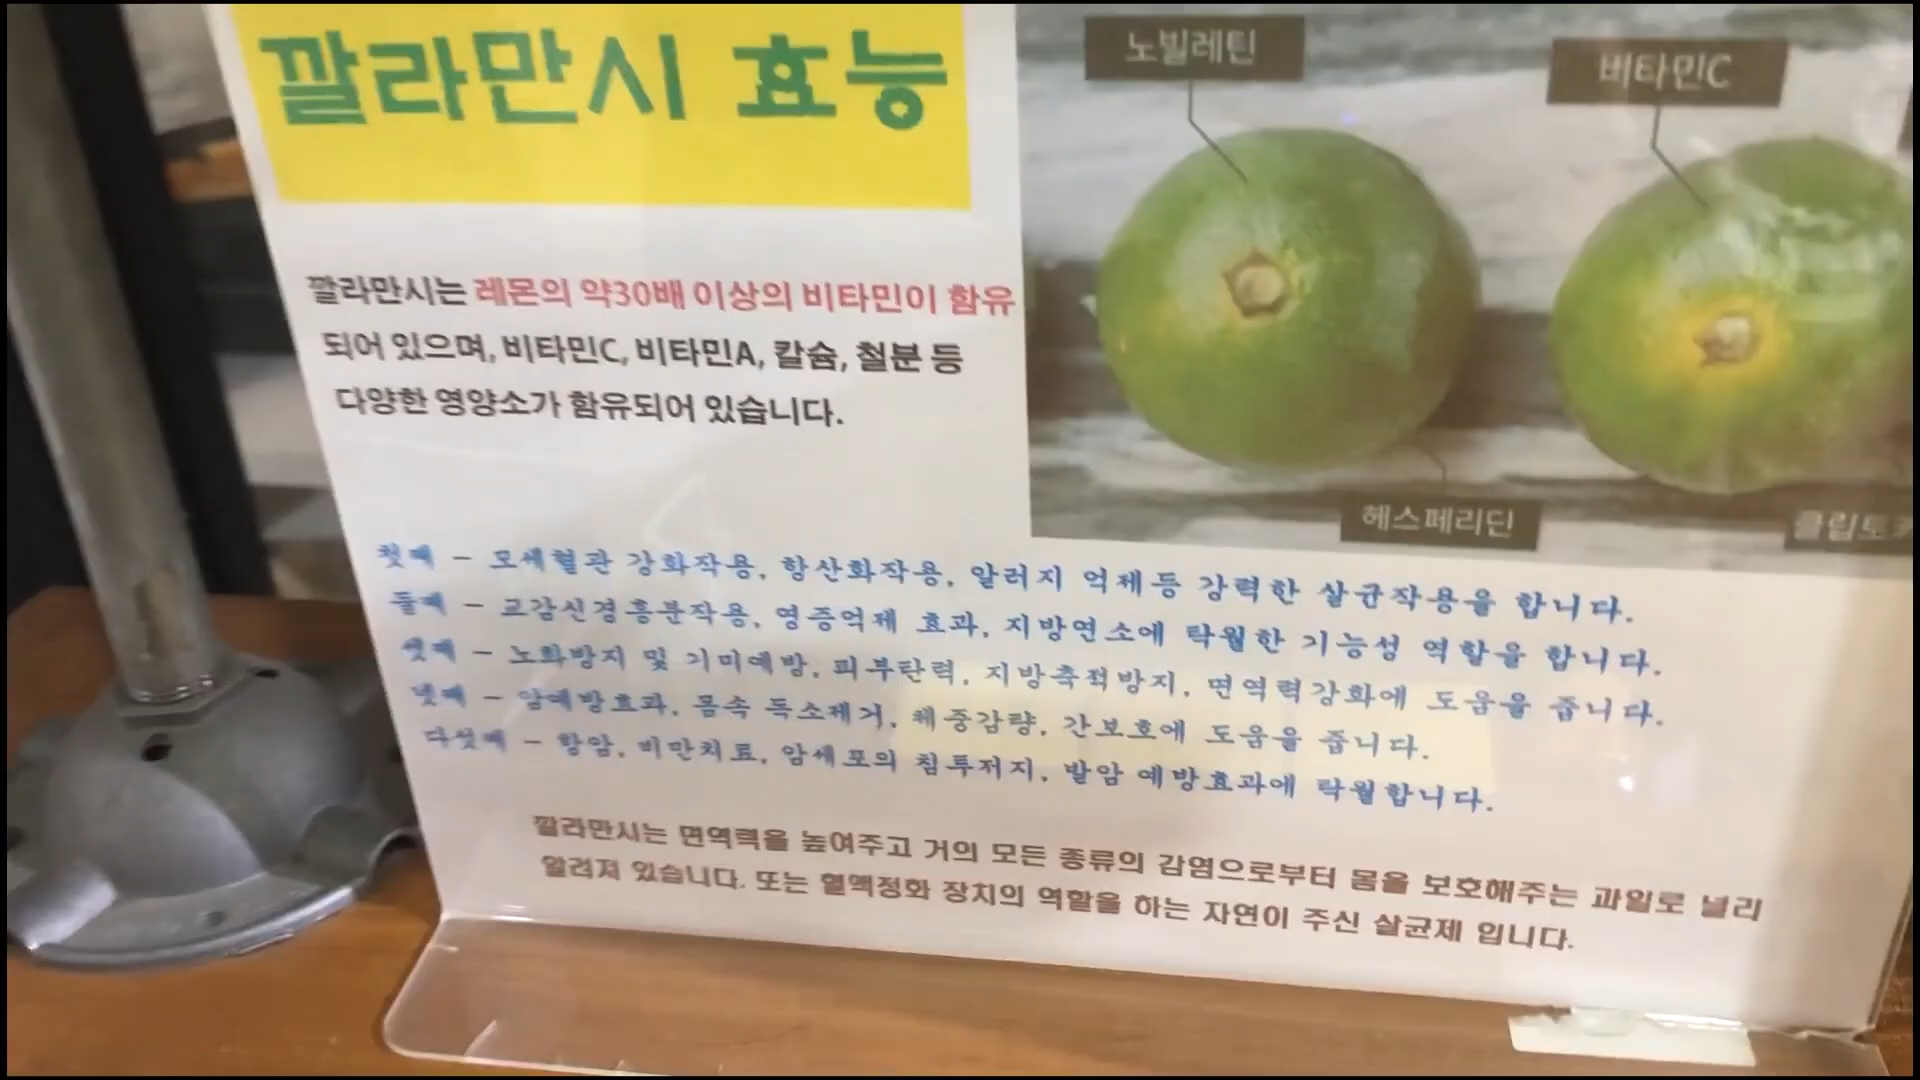 깔라만시 효능
노빌레틴
비타민C
깔라만시는 레몬의 약30배 이상의 비타민이 함유
되어 있으며, 비타민C, 비타민A, 칼슘, 철분 등
다양한 영양소가 함유되어 있습니다.
헤스페리딘
클립토
첫째 - 모세혈관 강화작용, 항산화작용, 알러지 억제등 강력한 살균작용을 합니다.
둘째 - 교감신경흥분작용, 염증억제 효과, 지방연소에 탁월한 기능성 역할을 합니다.
셋째 - 노화방지 및 기미예방, 피부탄력, 지방축적방지, 면역력강화에 도움을 줍니다.
넷째 - 암예방효과, 몸속 독소제거, 체중감량, 간보호에 도움을 줍니다.
다섯째 - 항암, 비만치료, 암세포의 침투저지, 발암 예방효과에 탁월합니다.
깔라만시는 면역력을 높여주고 거의 모든 종류의 감염으로부터 몸을 보호해주는 과일로 널리
알려져 있습니다. 또는 혈액정화 장치의 역할을 하는 자연이 주신 살균제 입니다.